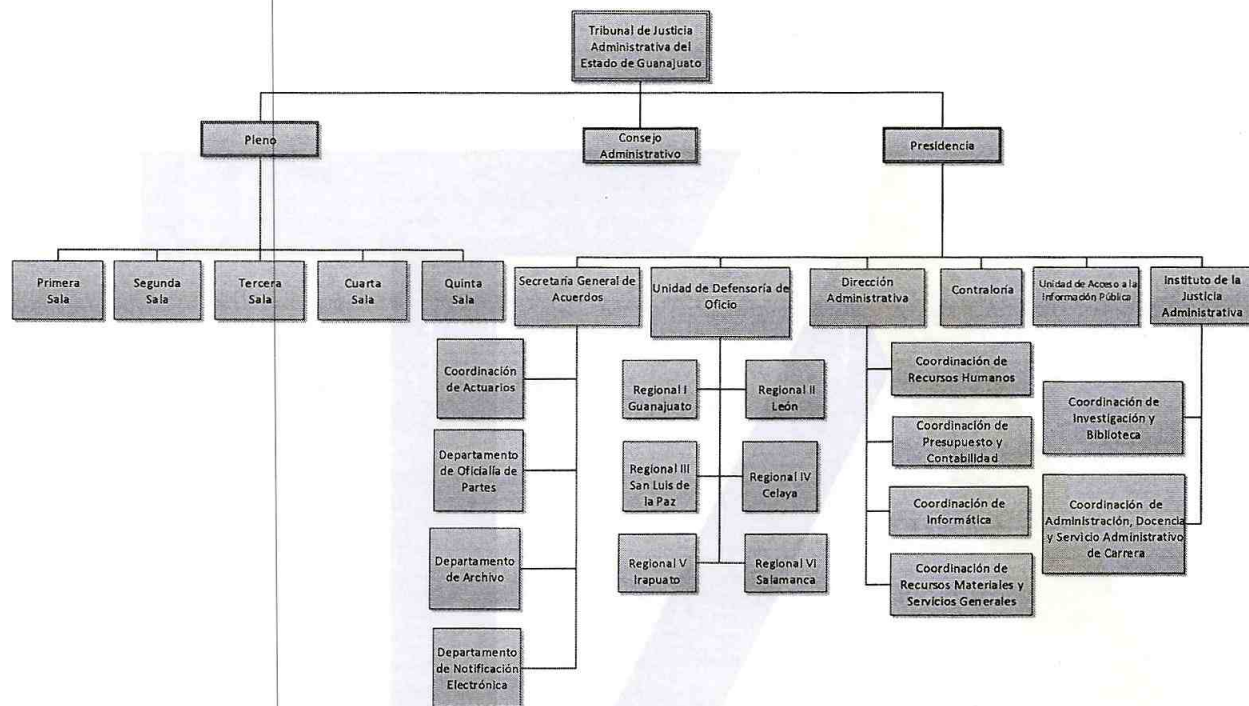 Tribunal de Justicia
Administrativa del
Estado de Guanajuato
Pleno
Consejo
Administrativo
Presidencia
Primera
Sala
Segunda
Sala
Tercera
Sala
Cuarta
Sala
Quinta
Sala
Secretaría General de
Acuerdos
Unidad de Defensoría de
Oficio
Dirección
Administrativa
Contraloría
Unidad de Acceso a la
Información Pública
Instituto de la
Justicia
Administrativa
Coordinación
de Actuarios
Departamento
de Oficialía de
Partes
Departamento
de Archivo
Departamento
de Notificación
Electrónica
Regional I
Guanajuato
Regional II
León
Regional III
San Luis de
la Paz
Regional IV
Celaya
Regional V
Irapuato
Regional VI
Salamanca
Coordinación de
Recursos Humanos
Coordinación de
Presupuesto y
Contabilidad
Coordinación de
Informática
Coordinación de
Recursos Materiales y
Servicios Generales
Coordinación de
Investigación y
Biblioteca
Coordinación de
Administración, Docencia
y Servicio Administrativo
de Carrera